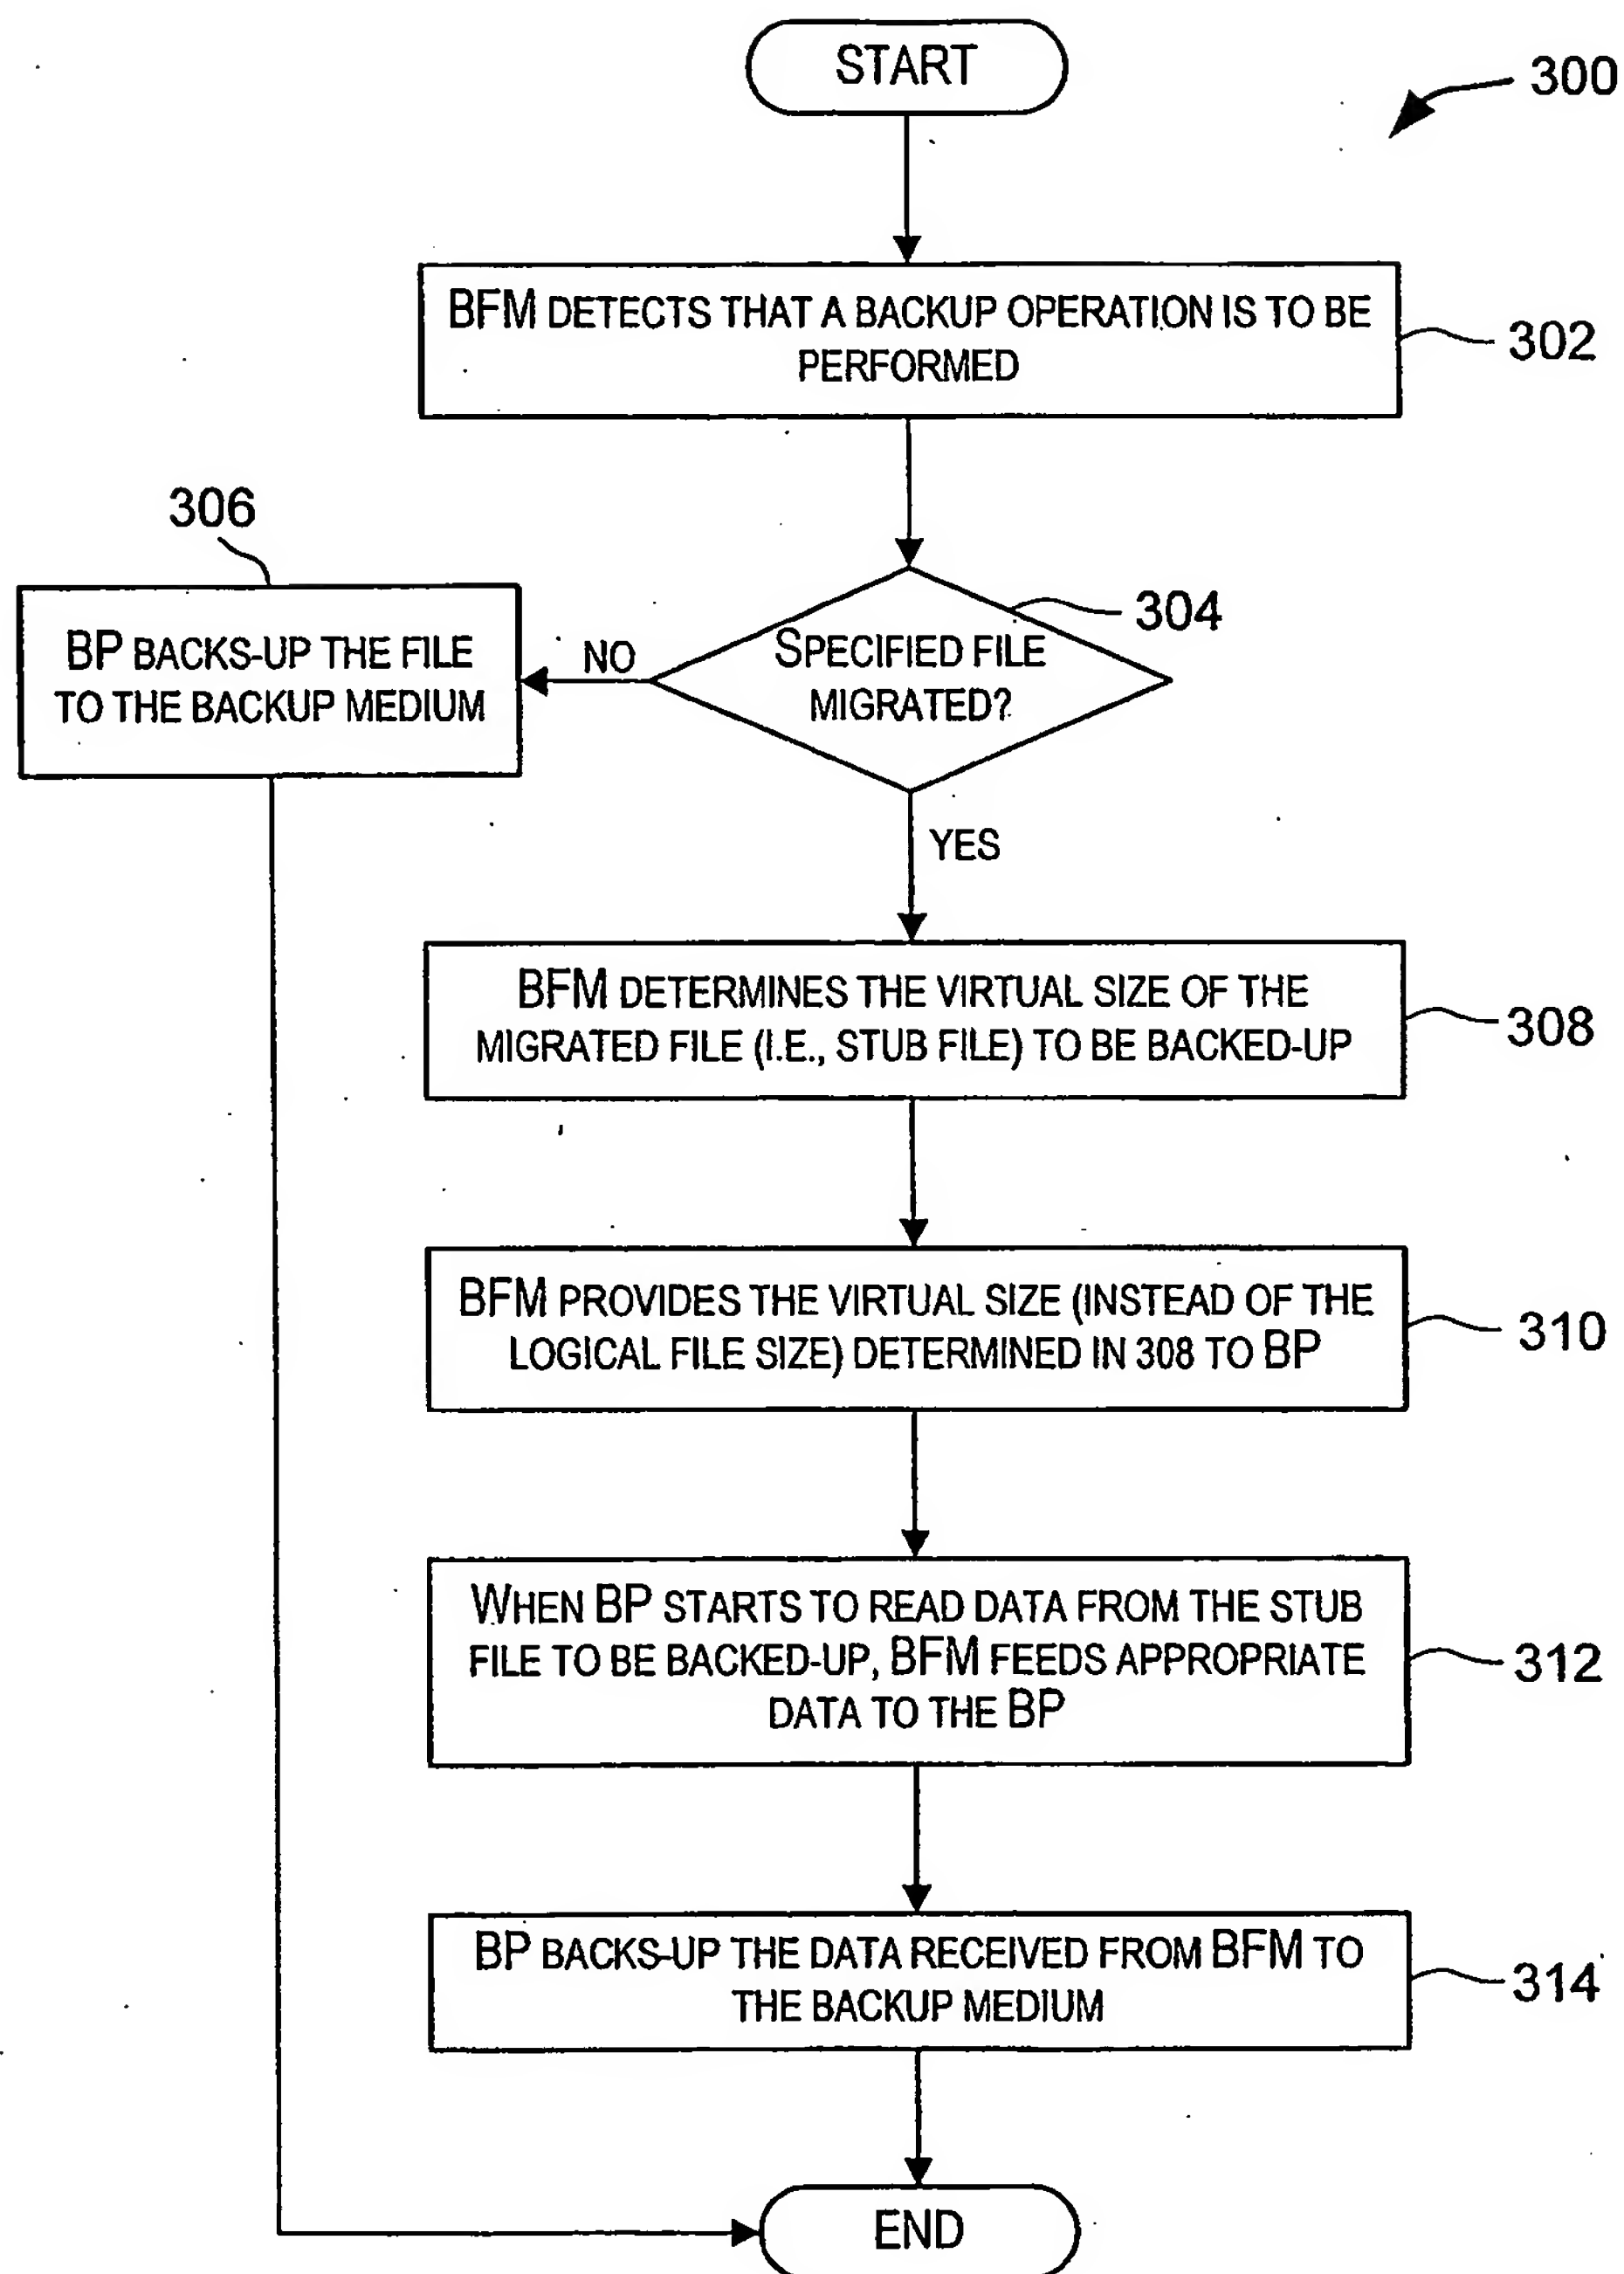 START
300
BFM DETECTS THAT A BACKUP OPERATION IS TO BE
PERFORMED
302
306
304
SPECIFIED FILE
MIGRATED?
NO
BP BACKS-UP THE FILE
TO THE BACKUP MEDIUM
YES
BFM DETERMINES THE VIRTUAL SIZE OF THE
MIGRATED FILE (I.E., STUB FILE) TO BE BACKED-UP
308
BFM PROVIDES THE VIRTUAL SIZE (INSTEAD OF THE
LOGICAL FILE SIZE) DETERMINED IN 308 TO BP
310
WHEN BP STARTS TO READ DATA FROM THE STUB
FILE TO BE BACKED-UP, BFM FEEDS APPROPRIATE
DATA TO THE BP
312
BP BACKS-UP THE DATA RECEIVED FROM BFM TO
THE BACKUP MEDIUM
314
END